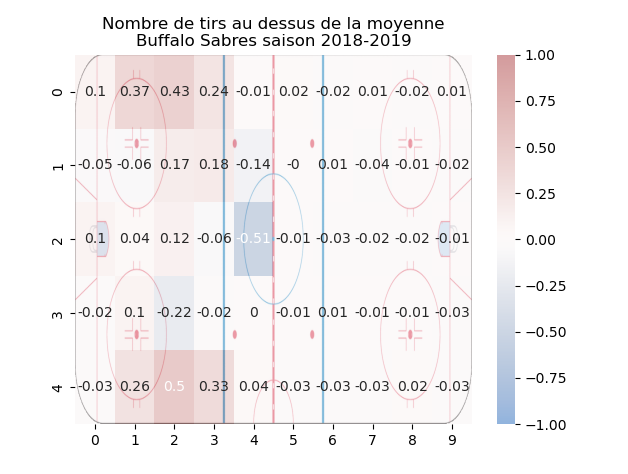 Nombre de tirs au dessus de la moyenne
Buffalo Sabres saison 2018-2019
0 0.1 0.37 0.43 0.24 -0.01 0.02 -0.02 0.01 -0.02 0.01
1 -0.05 -0.06 0.17 0.18 -0.14 -0 0.01 -0.04 -0.01 -0.02
2 0.1 0.04 0.12 -0.06 -0.51 -0.01 -0.03 -0.02 -0.02 -0.01
3 -0.02 0.1 -0.22 -0.02 0 -0.01 0.01 -0.01 -0.01 -0.03
4 -0.03 0.26 0.5 0.33 0.04 -0.03 -0.03 -0.03 0.02 -0.03
0 1 2 3 4 5 6 7 8 9
1.00
0.75
0.50
0.25
0.00
−0.25
−0.50
−0.75
−1.00